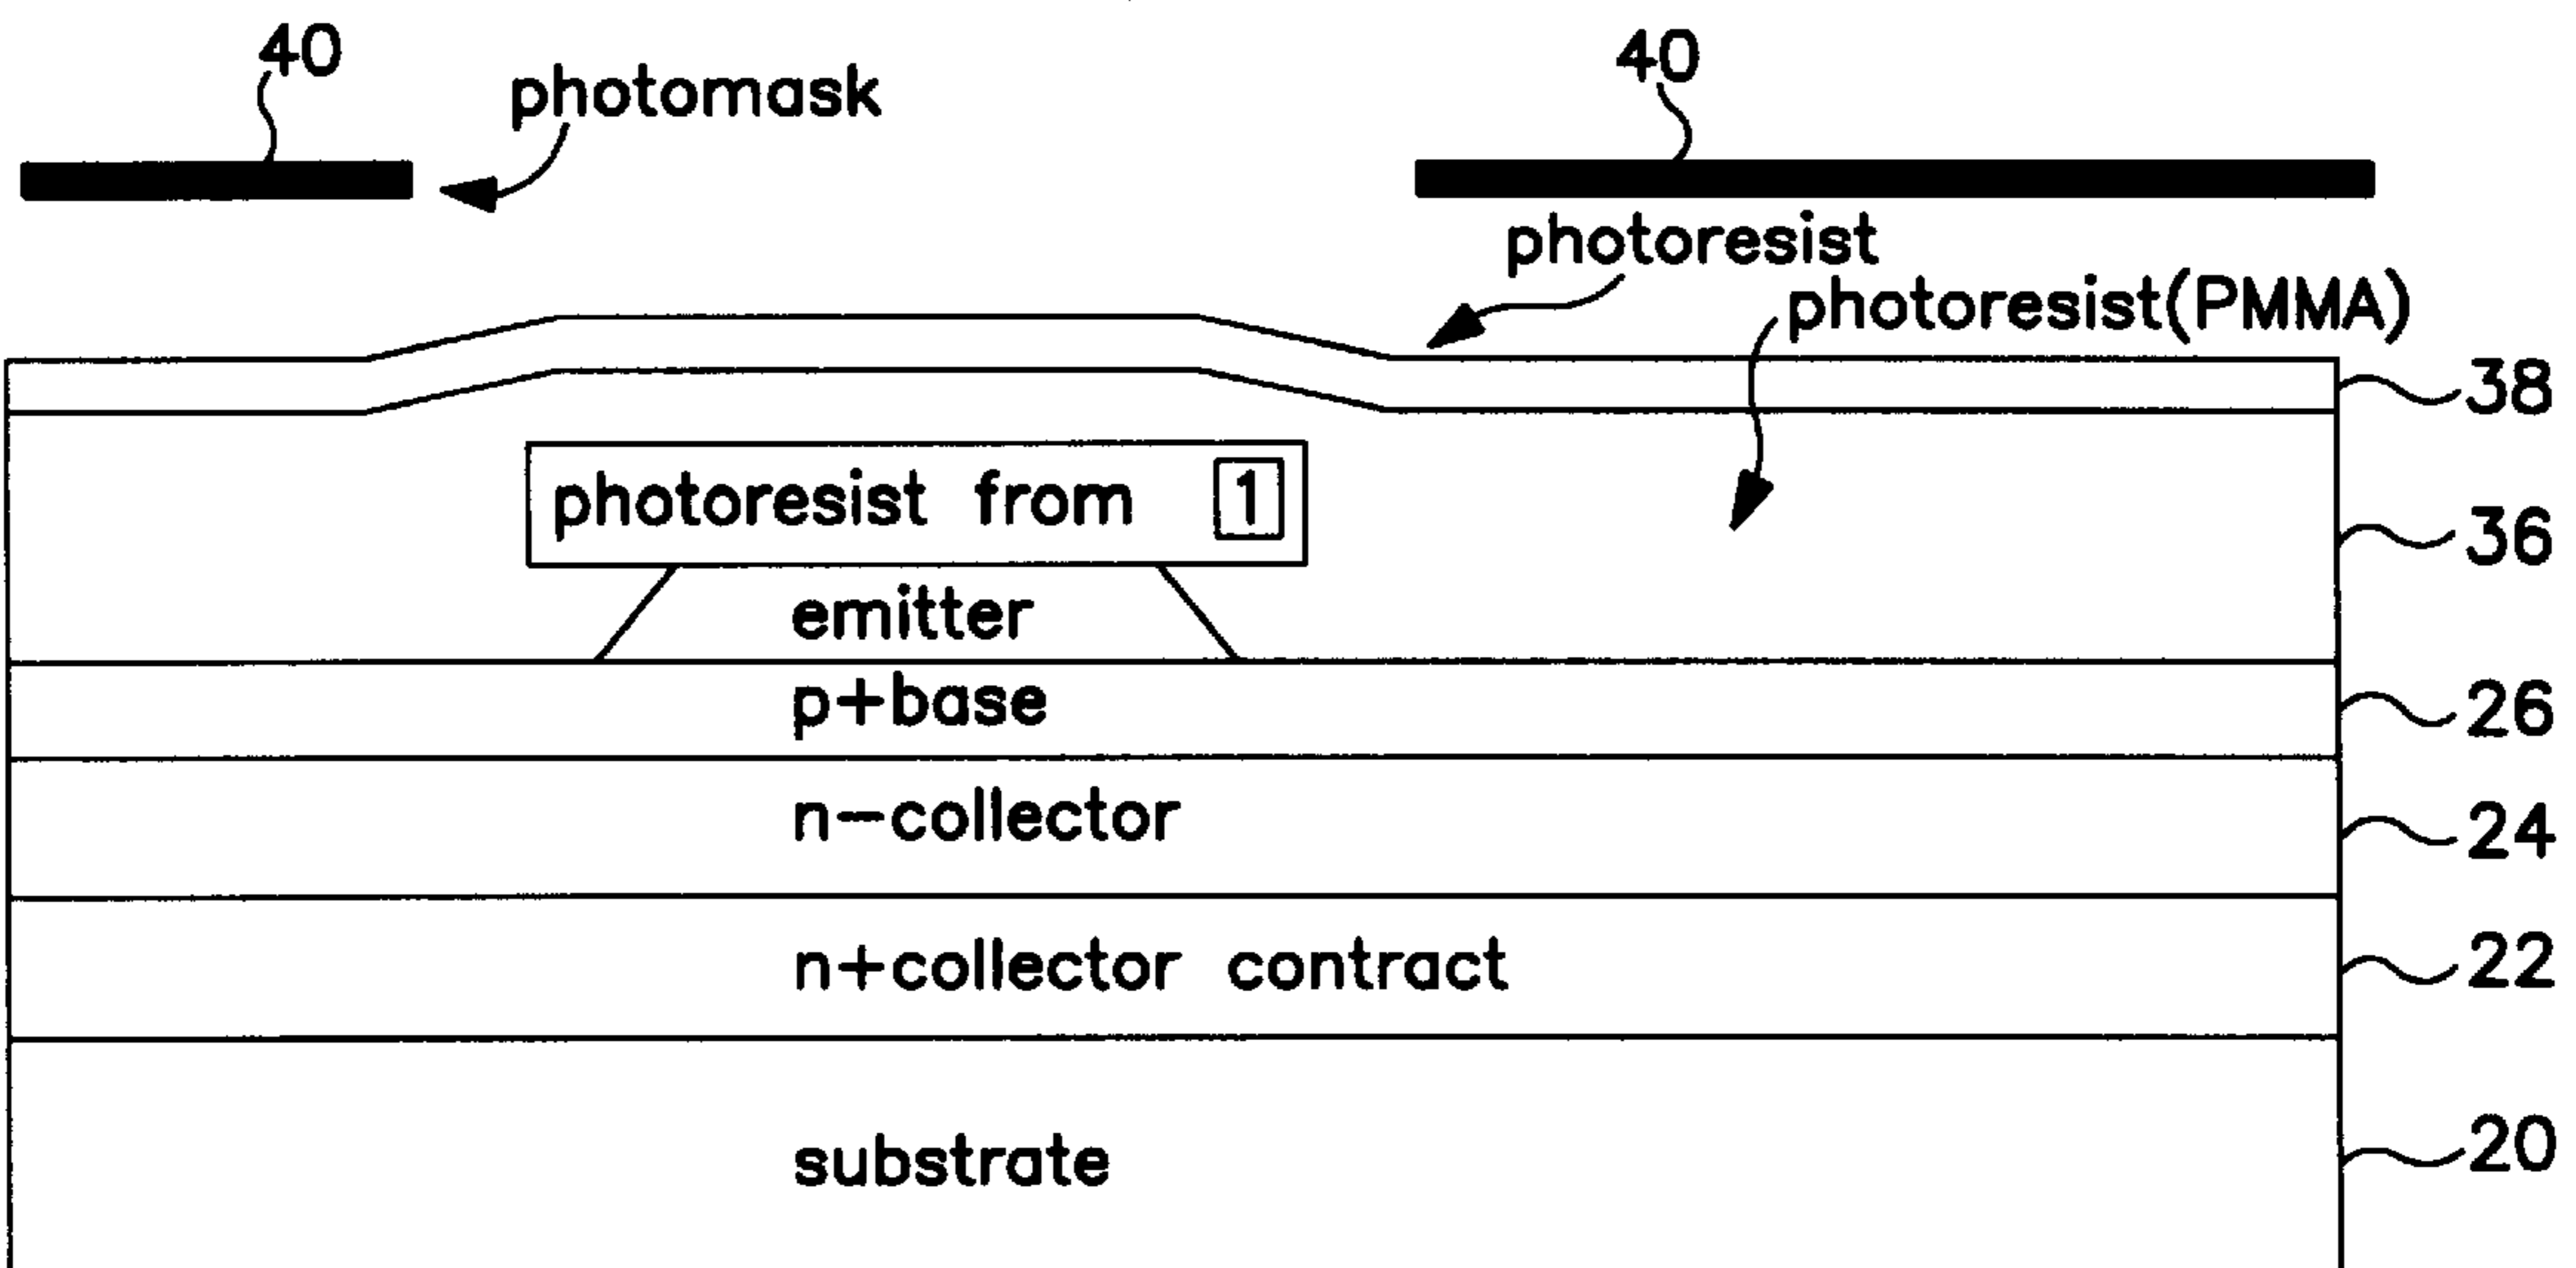 40
photomask
40
photoresist
photoresist(PMMA)
38
photoresist from 1
36
emitter
p+base
26
n-collector
24
n+collector contract
22
substrate
20